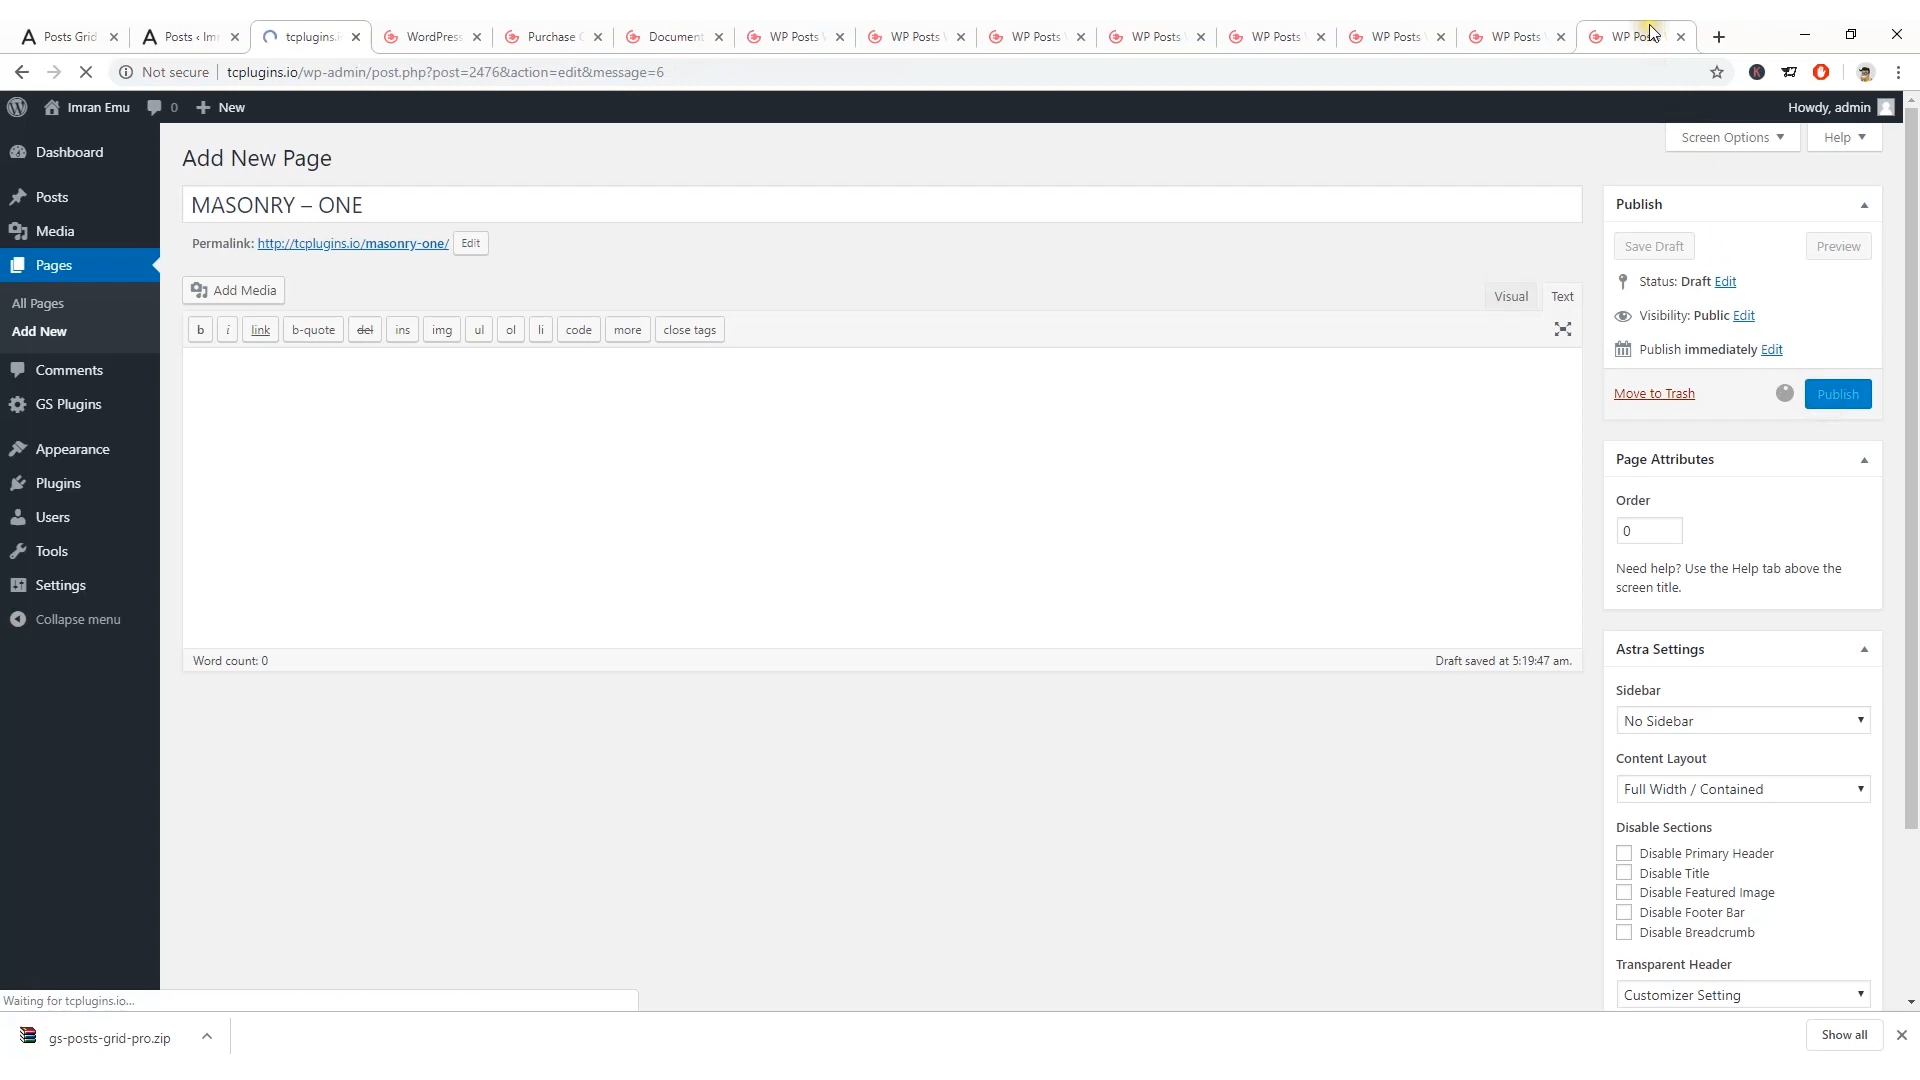 Posts Grid
Posts ‹ Im
tcplugins.i
WordPress
Purchase
Document
WP Posts
WP Posts
WP Posts
WP Posts
WP Posts
WP Posts
WP Posts
WP
Not secure
tcplugins.io/wp-admin/post.php?post=2476&action=edit&message=6
Imran Emu
0
New
Howdy, admin
Dashboard
Posts
Media
Pages
All Pages
Add New
Comments
GS Plugins
Appearance
Plugins
Users
Tools
Settings
Collapse menu
Screen Options
Help
Add New Page
MASONRY – ONE
Permalink: http://tcplugins.io/masonry-one/ Edit
Add Media
Visual
Text
b
i
link
b-quote
del
ins
img
ul
ol
li
code
more
close tags
Word count: 0
Draft saved at 5:19:47 am.
Publish
Save Draft
Preview
Status: Draft Edit
Visibility: Public Edit
Publish immediately Edit
Move to Trash
Publish
Page Attributes
Order
0
Need help? Use the Help tab above the
screen title.
Astra Settings
Sidebar
No Sidebar
Content Layout
Full Width / Contained
Disable Sections
Disable Primary Header
Disable Title
Disable Featured Image
Disable Footer Bar
Disable Breadcrumb
Transparent Header
Customizer Setting
Waiting for tcplugins.io...
gs-posts-grid-pro.zip
Show all